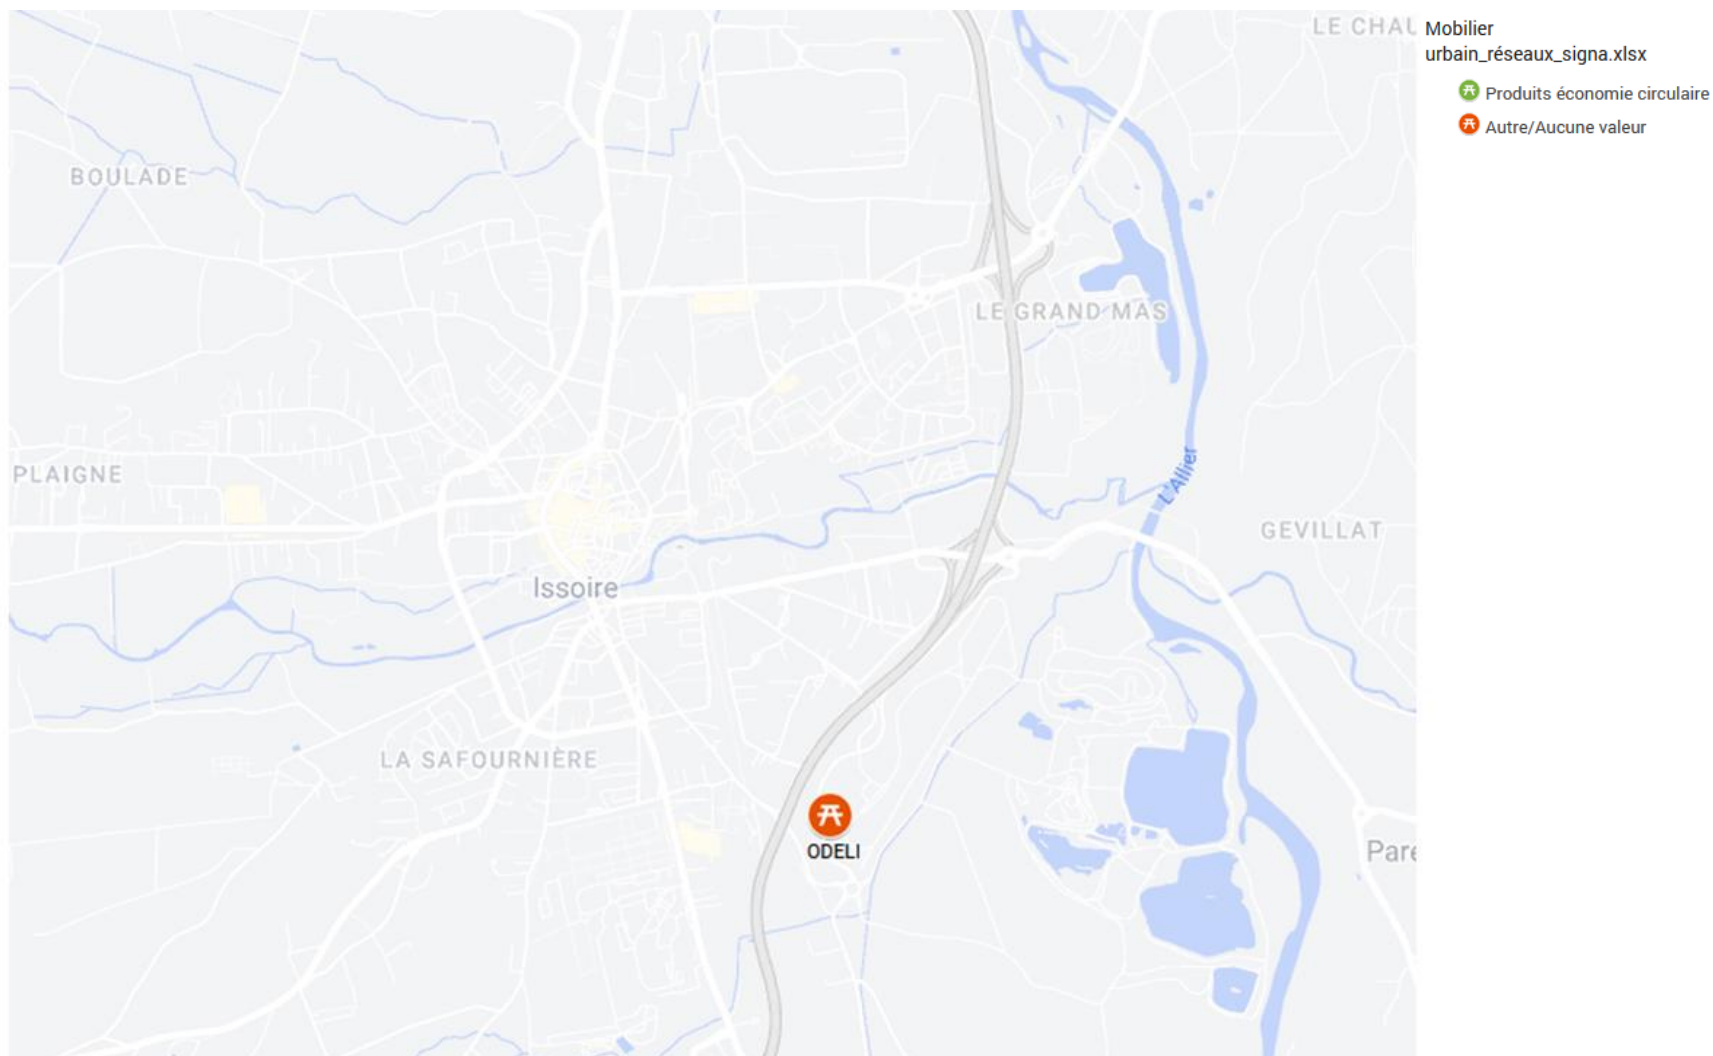 LE CHAU
Mobilier
urbain_réseaux_signa.xlsx
Produits économie circulaire
Autre/Aucune valeur
BOULADE
LE GRAND MAS
PLAIGNE
L'Allier
GEVILLAT
Issoire
LA SAFOURNIÈRE
ODELI
Pare